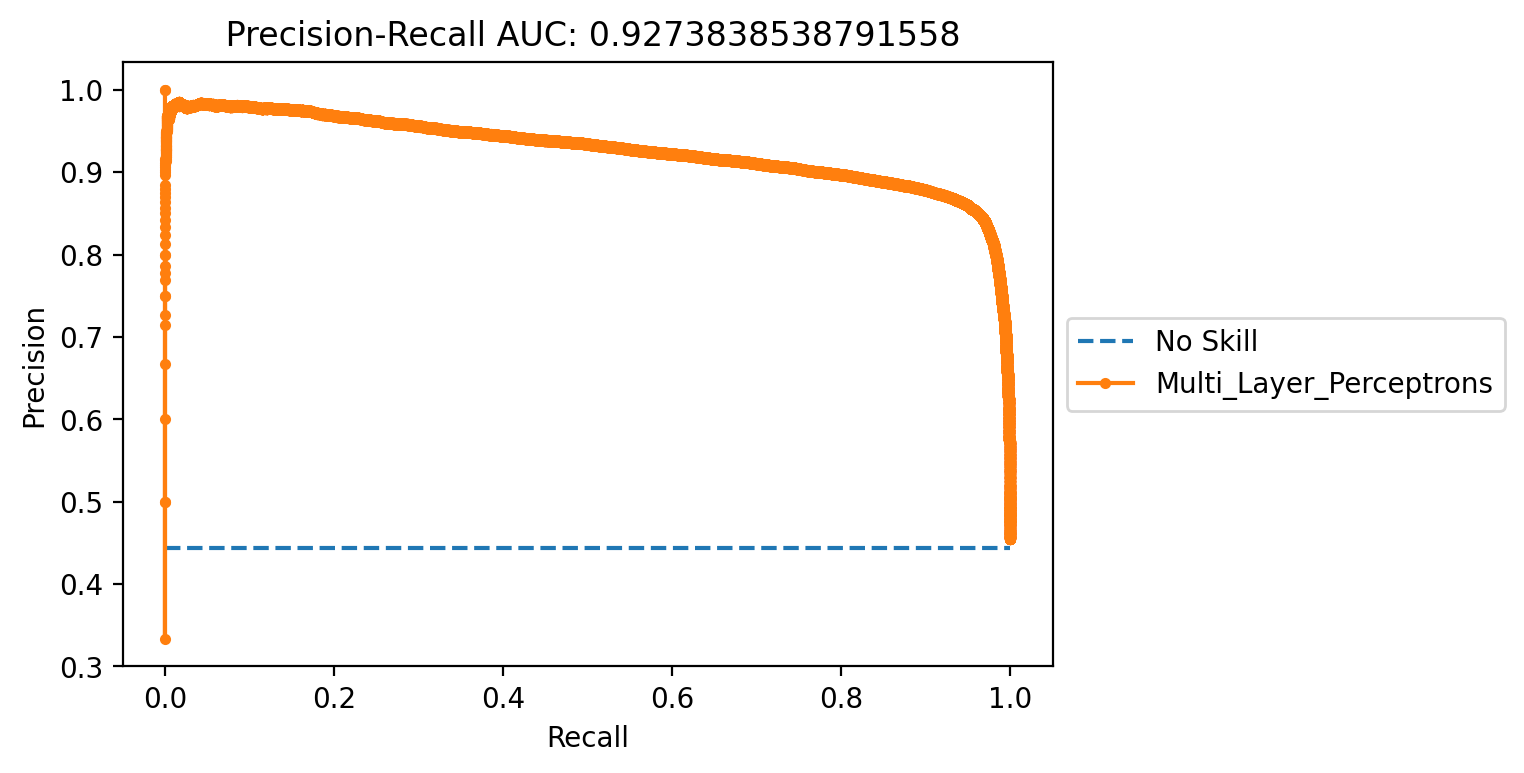 Precision-Recall AUC: 0.9273838538791558
1.0
0.9
0.8
0.7
0.6
0.5
0.4
0.3
Precision
0.0 0.2 0.4 0.6 0.8 1.0
Recall
No Skill
Multi_Layer_Perceptrons